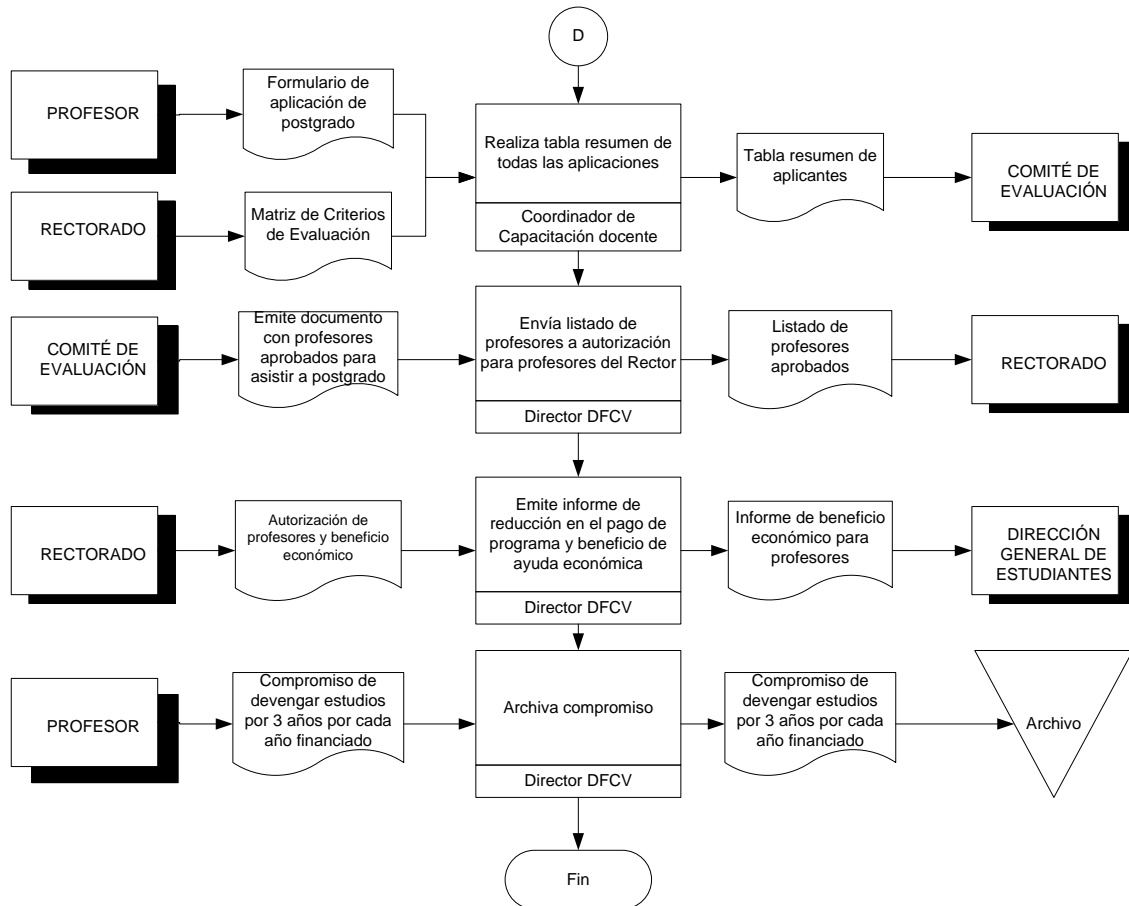 D
PROFESOR
Formulario de
aplicación de
postgrado
Realiza tabla resumen de
todas las aplicaciones
Tabla resumen de
aplicantes
COMITÉ DE
EVALUACIÓN
RECTORADO
Matriz de Criterios
de Evaluación
Coordinador de
Capacitación docente
COMITÉ DE
EVALUACIÓN
Emite documento
con profesores
aprobados para
asistir a postgrado
Envía listado de
profesores a autorización
para profesores del Rector
Listado de
profesores
aprobados
RECTORADO
Director DFCV
RECTORADO
Autorización de
profesores y beneficio
económico
Emite informe de
reducción en el pago de
programa y beneficio de
ayuda económica
Informe de beneficio
económico para
profesores
DIRECCIÓN
GENERAL DE
ESTUDIANTES
Director DFCV
PROFESOR
Compromiso de
devengar estudios
por 3 años por cada
año financiado
Archiva compromiso
Compromiso de
devengar estudios
por 3 años por cada
año financiado
Archivo
Director DFCV
Fin